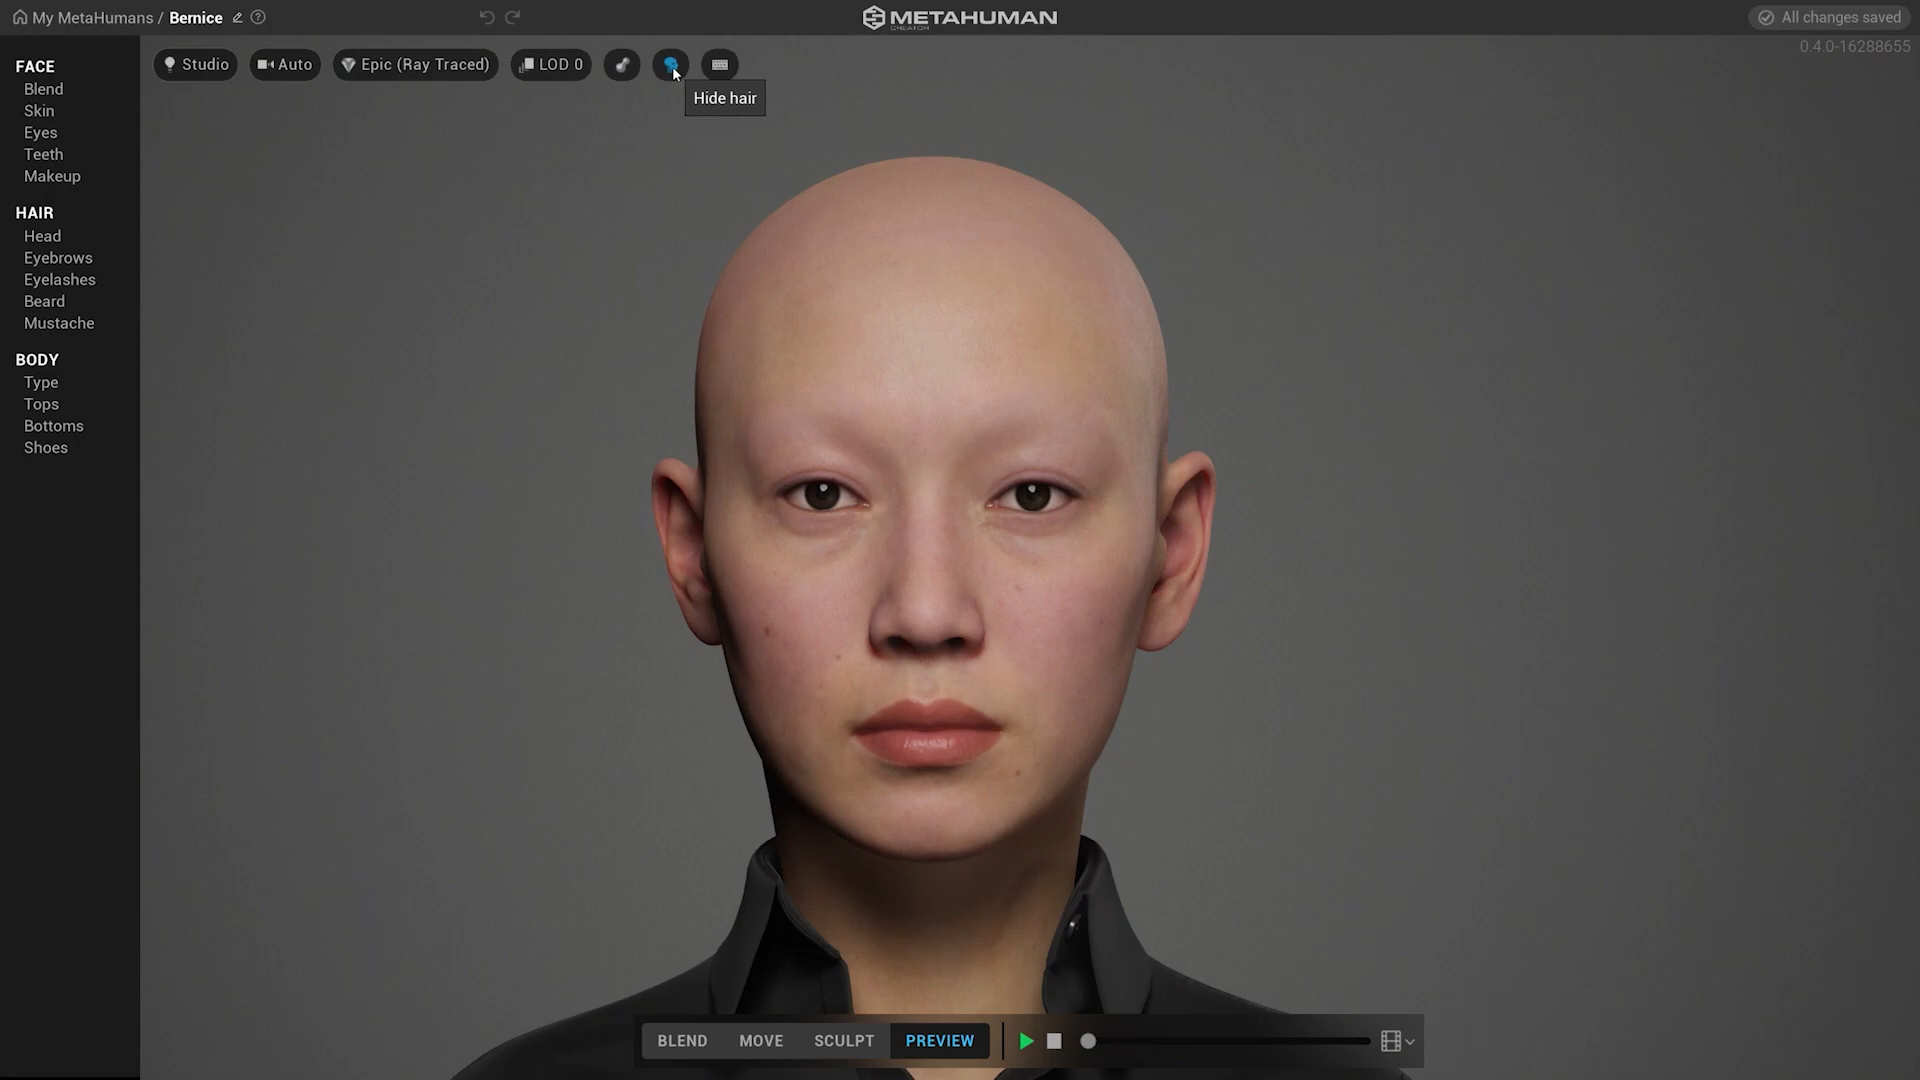 My MetaHumans / Bernice
METAHUMAN
CREATOR
All changes saved
0.4.0-16288655
Studio
Auto
Epic (Ray Traced)
LOD 0
Hide hair
FACE
Blend
Skin
Eyes
Teeth
Makeup
HAIR
Head
Eyebrows
Eyelashes
Beard
Mustache
BODY
Type
Tops
Bottoms
Shoes
BLEND
MOVE
SCULPT
PREVIEW